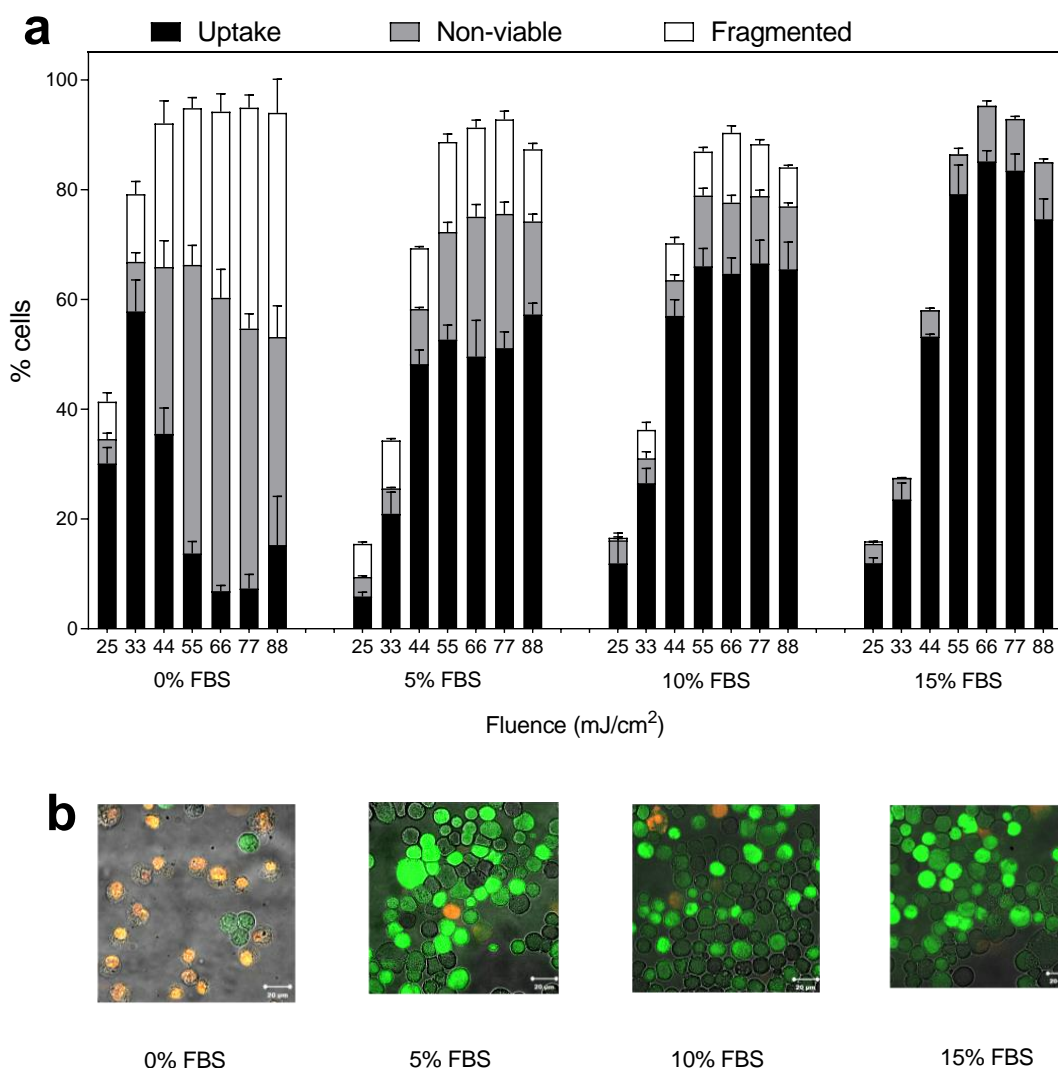 a
Uptake Non-viable Fragmented
100
80
60
40
20
0
% cells
25 33 44 55 66 77 88 25 33 44 55 66 77 88 25 33 44 55 66 77 88 25 33 44 55 66 77 88
0% FBS 5% FBS 10% FBS 15% FBS
Fluence (mJ/cm²)
b
20 µm 20 µm 20 µm 20
0% FBS 5% FBS 10% FBS 15% FBS